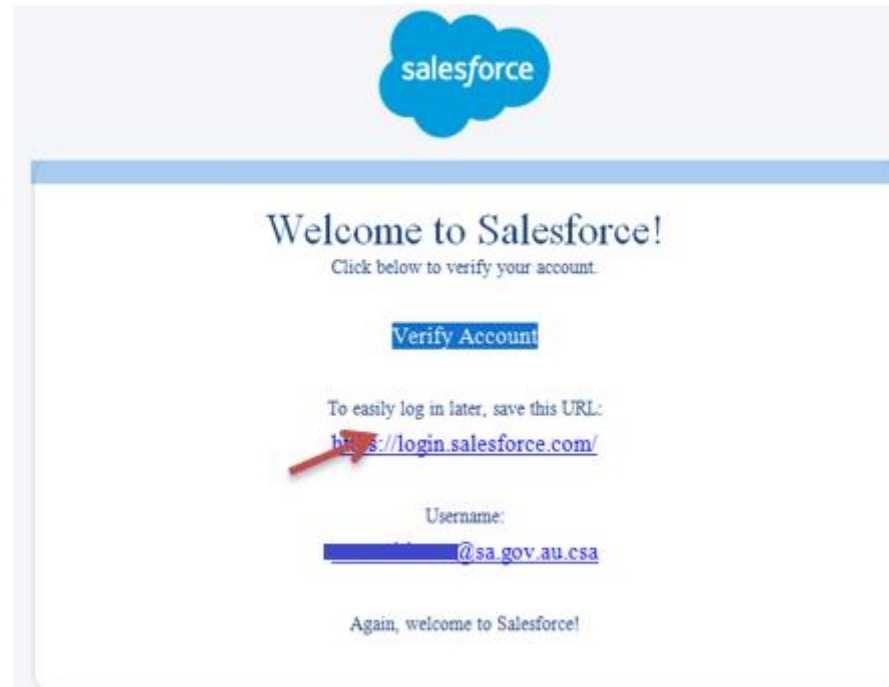 salesforce
Welcome to Salesforce!
Click below to verify your account.
Verify Account
To easily log in later, save this URL:
https://login.salesforce.com/
Username:
@sa.gov.au.csa
Again, welcome to Salesforce!